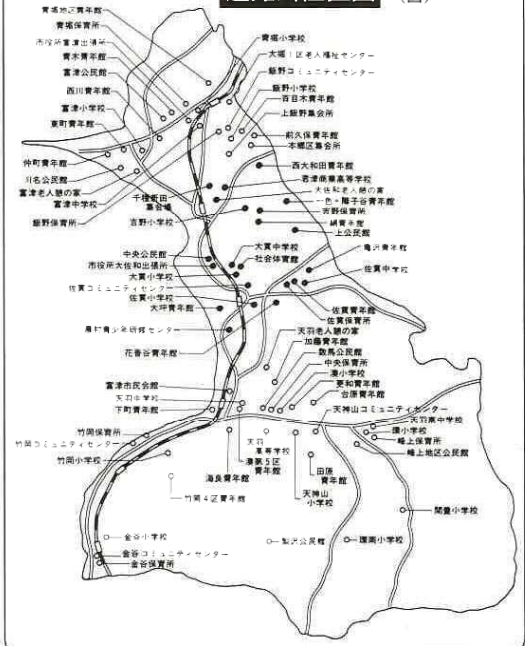 青堀地区青年館
青堀保育所
市役所富津出張所
青木青年館
富津公民館
西川青年館
富津小学校
東町青年館
仲町青年館
川名公民館
富津老人憩の家
富津中学校
飯野保育所
青堀小学校
大堀1区老人福祉センター
飯野コミュニティセンター
飯野小学校
百目木青年館
上飯野集会所
前久保青年館
本郷区集会所
西大和田青年館
君津商業高等学校
大佐和老人憩の家
千種新田
集会場
吉野小学校
一色・障子谷青年館
吉野保育所
絹青年館
上公民館
中央公民館
市役所大佐和出張所
大貫小学校
佐貫コミュニティセンター
佐貫小学校
大坪青年館
大貫中学校
社会体育館
亀沢青年館
佐貫中学校
佐貫青年館
佐貫保育所
農村青少年研修センター
花香谷青年館
天羽老人憩の家
加藤青年館
数馬公民館
中央保育所
湊小学校
更和青年館
台原青年館
富津市民会館
天羽中学校
下町青年館
天神山コミュニティセンター
天羽東中学校
環小学校
峰上保育所
峰上地区公民館
竹岡保育所
竹岡コミュニティセンター
竹岡小学校
海良青年館
天羽
高等学校
湊第5区
青年館
天神山
小学校
田原
青年館
竹岡4区青年館
関豊小学校
金谷小学校
金谷コミュニティセンター
金谷保育所
梨沢公民館
環南小学校